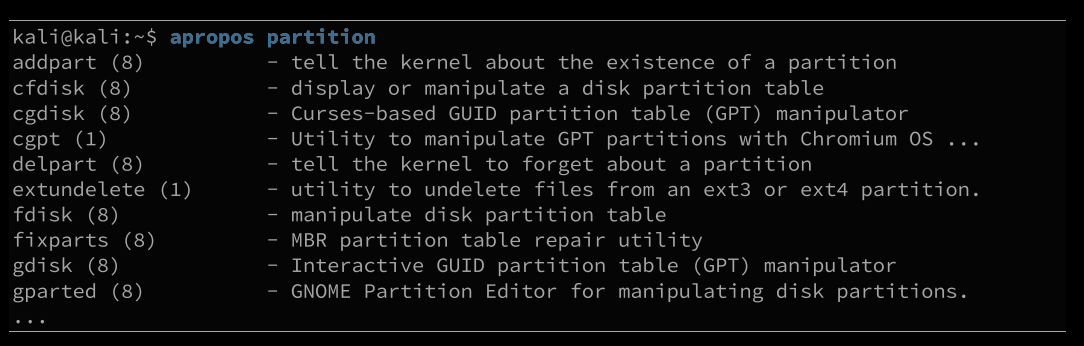 kali@kali:~$ apropos partition
addpart (8) - tell the kernel about the existence of a partition
cfdisk (8) - display or manipulate a disk partition table
cgdisk (8) - Curses-based GUID partition table (GPT) manipulator
cgpt (1) - Utility to manipulate GPT partitions with Chromium OS ...
delpart (8) - tell the kernel to forget about a partition
extundelete (1) - utility to undelete files from an ext3 or ext4 partition.
fdisk (8) - manipulate disk partition table
fixparts (8) - MBR partition table repair utility
gdisk (8) - Interactive GUID partition table (GPT) manipulator
gparted (8) - GNOME Partition Editor for manipulating disk partitions.
...